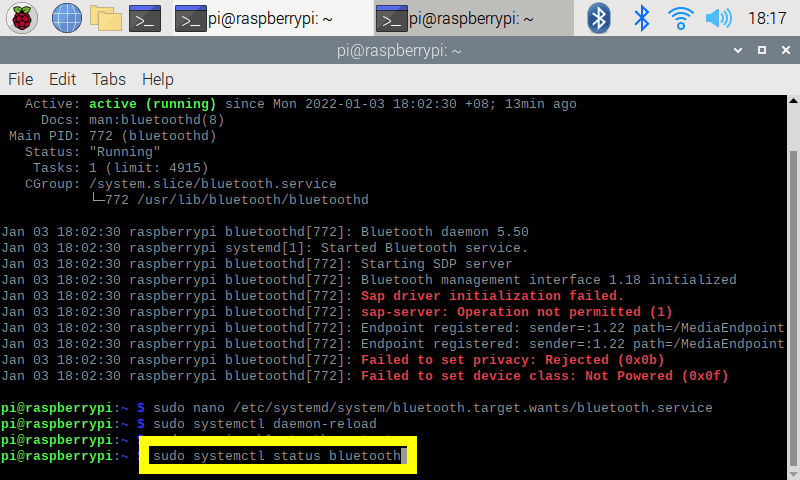 pi@raspberrypi: ~
pi@raspberrypi: ~
18:17
pi@raspberrypi: ~
File Edit Tabs Help
Active: active (running) since Mon 2022-01-03 18:02:30 +08; 13min ago
Docs: man:bluetoothd(8)
Main PID: 772 (bluetoothd)
Status: "Running"
Tasks: 1 (limit: 4915)
CGroup: /system.slice/bluetooth.service
└─772 /usr/lib/bluetooth/bluetoothd
Jan 03 18:02:30 raspberrypi bluetoothd[772]: Bluetooth daemon 5.50
Jan 03 18:02:30 raspberrypi systemd[1]: Started Bluetooth service.
Jan 03 18:02:30 raspberrypi bluetoothd[772]: Starting SDP server
Jan 03 18:02:30 raspberrypi bluetoothd[772]: Bluetooth management interface 1.18 initialized
Jan 03 18:02:30 raspberrypi bluetoothd[772]: Sap driver initialization failed.
Jan 03 18:02:30 raspberrypi bluetoothd[772]: sap-server: Operation not permitted (1)
Jan 03 18:02:30 raspberrypi bluetoothd[772]: Endpoint registered: sender=:1.22 path=/MediaEndpoint
Jan 03 18:02:30 raspberrypi bluetoothd[772]: Endpoint registered: sender=:1.22 path=/MediaEndpoint
Jan 03 18:02:30 raspberrypi bluetoothd[772]: Failed to set privacy: Rejected (0x0b)
Jan 03 18:02:30 raspberrypi bluetoothd[772]: Failed to set device class: Not Powered (0x0f)
pi@raspberrypi:~ $ sudo nano /etc/systemd/system/bluetooth.target.wants/bluetooth.service
pi@raspberrypi:~ $ sudo systemctl daemon-reload
pi@raspberrypi:~ $
pi@raspberrypi:~ sudo systemctl status bluetooth